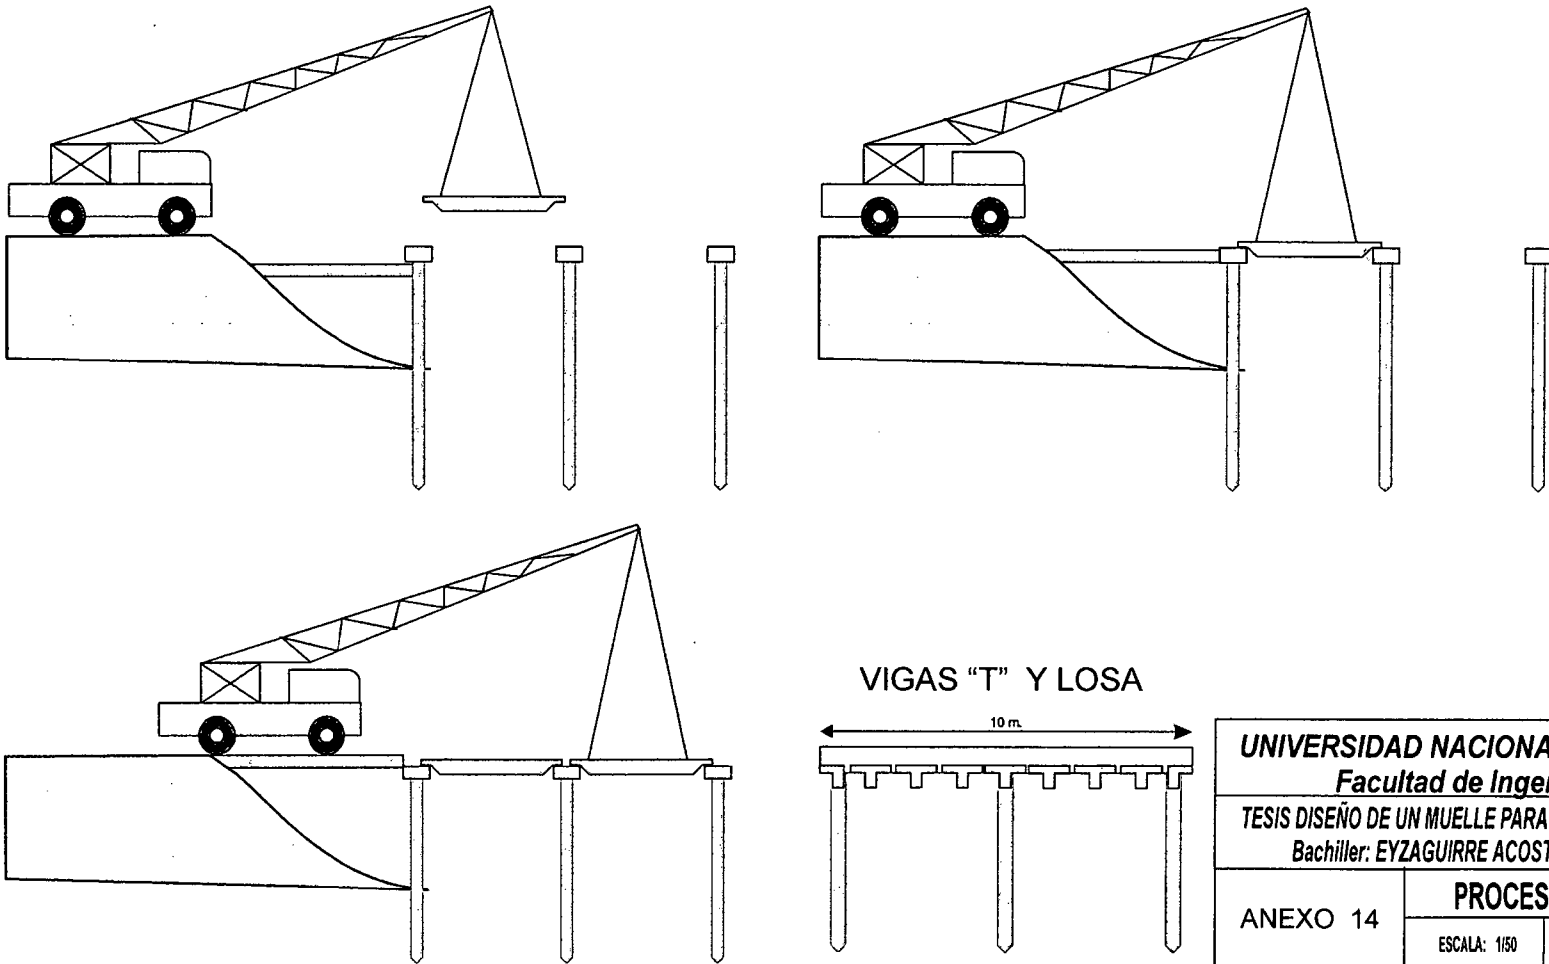 VIGAS “T” Y LOSA
10 m.
UNIVERSIDAD NACIONA
Facultad de Inge
TESIS DISEÑO DE UN MUELLE PARA
Bachiller: EYZAGUIRRE ACOST
ANEXO 14
PROCES
ESCALA: 1/50